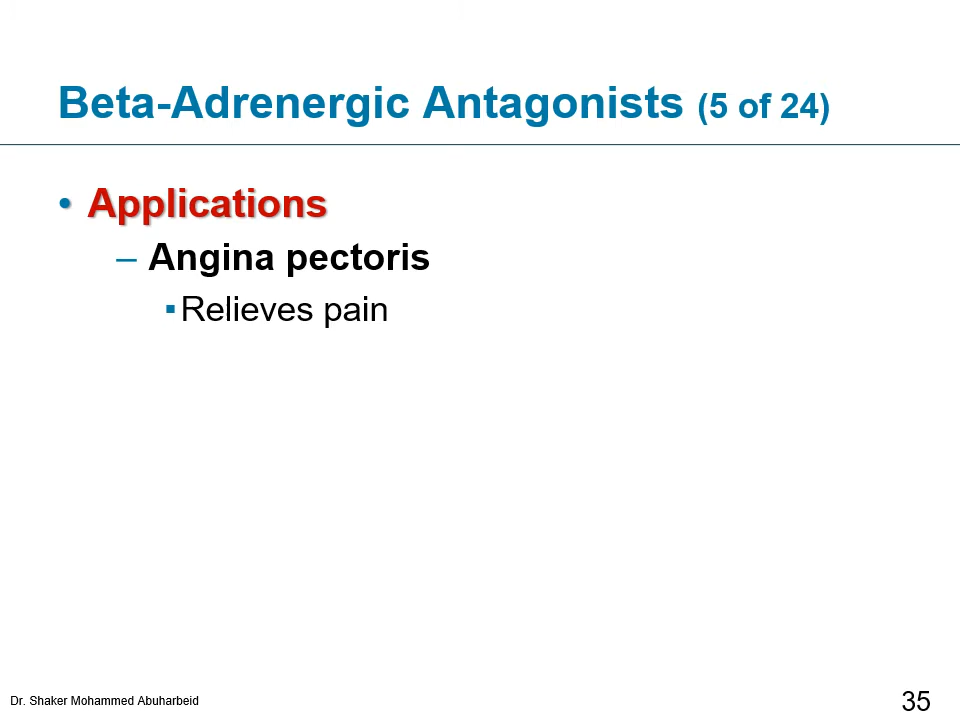 Beta-Adrenergic Antagonists (5 of 24)
• Applications
– Angina pectoris
▪ Relieves pain
Dr. Shaker Mohammed Abuharbeid
35